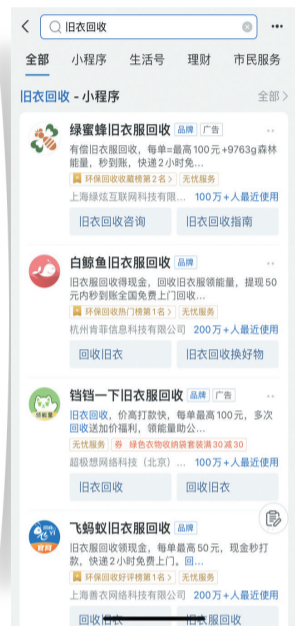 旧衣回收
全部 小程序 生活号 理财 市民服务
旧衣回收 - 小程序 全部
绿蜜蜂旧衣服回收 品牌 广告
有偿旧衣服回收，每单=最高100元+9763g森林
能量，秒到账，快递2小时免...
环保回收收藏榜第2名 无忧服务
上海绿炫互联网科技有限... 100万+人最近使用
旧衣回收咨询 旧衣回收指南
白鲸鱼旧衣服回收 品牌
旧衣服回收得现金，回收旧衣服领能量，提现50
元内秒到账全国免费上门回收...
环保回收热门榜第1名 无忧服务
杭州肯菲信息科技有限公司 200万+人最近使用
回收旧衣 旧衣回收换好物
领能量
铛铛一下旧衣服回收 品牌 广告
旧衣回收，价高打款快，每单最高100元，多次
回收送加价福利，领能量助公...
无忧服务 券 绿色衣物收纳袋套装满30减30
超极想网络科技（北京）... 100万+人最近使用
旧衣回收 回收旧衣
飞蚂蚁旧衣服回收 品牌
旧衣服回收领现金，每单最高50元，现金秒打
款，快递2小时免费上门。回...
环保回收好评榜第1名 无忧服务
上海善衣网络科技有限公司 200万+人最近使用
回收旧衣 旧衣服回收